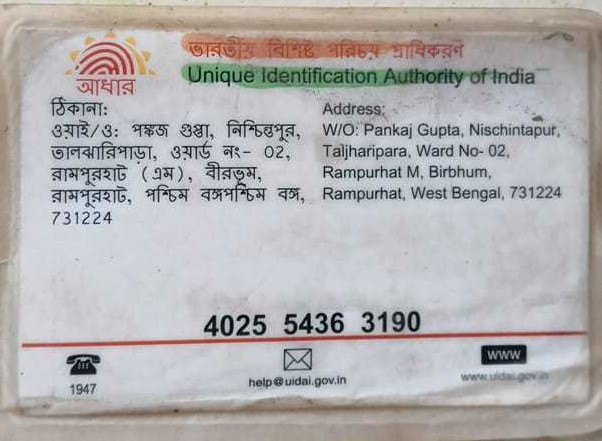 ভারতীয় বিশিষ্ট পরিচয় প্রাধিকরণ
Unique Identification Authority of India
আধার
ঠিকানা:
ওয়াই/ও: পঙ্কজ গুপ্তা, নিশ্চিন্তপুর,
তালঝারিপাড়া, ওয়ার্ড নং- 02,
রামপুরহাট (এম), বীরভূম,
রামপুরহাট, পশ্চিম বঙ্গপশ্চিম বঙ্গ,
731224
Address:
W/O: Pankaj Gupta, Nischintapur,
Taljharipara, Ward No- 02,
Rampurhat M, Birbhum,
Rampurhat, West Bengal, 731224
4025 5436 3190
1947
help@uidai.gov.in
www
www.uidai.gov.in